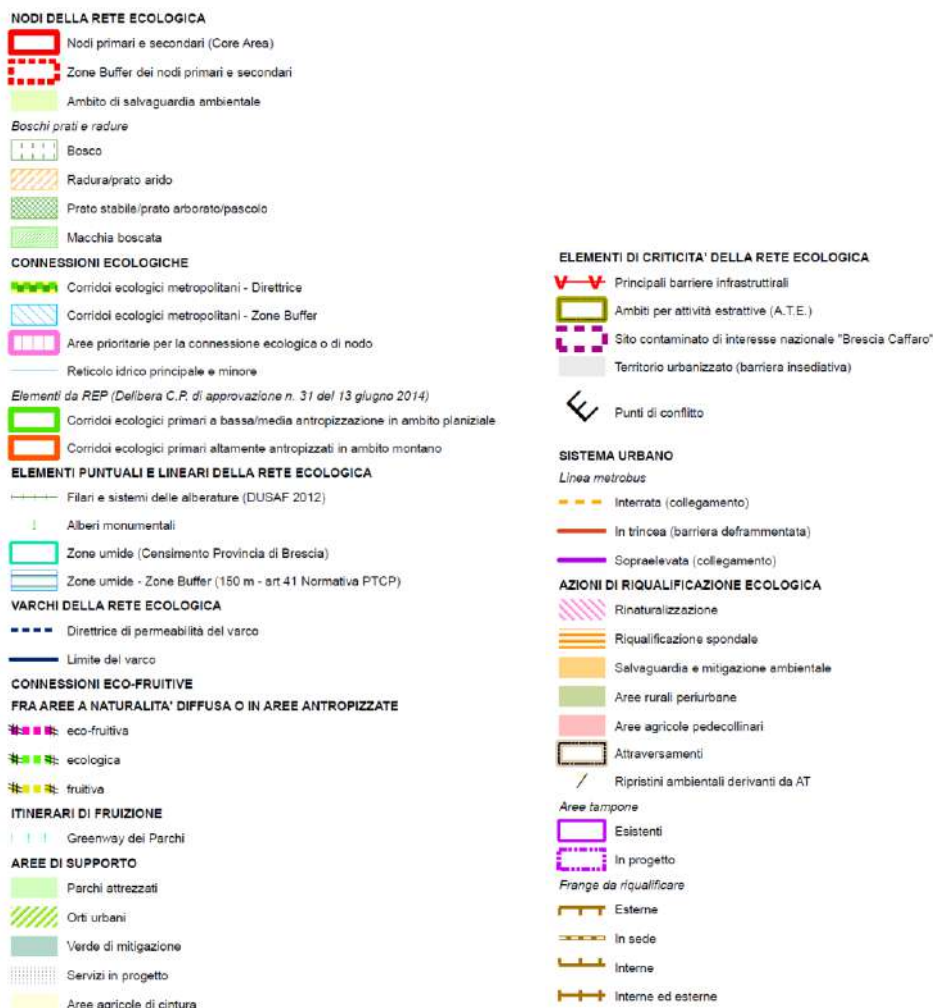 NODI DELLA RETE ECOLOGICA
Nodi primari e secondari (Core Area)
Zone Buffer dei nodi primari e secondari
Ambito di salvaguardia ambientale
Boschi prati e radure
Bosco
Radura/prato arido
Prato stabile/prato arborato/pascolo
Macchia boscata
CONNESSIONI ECOLOGICHE
Corridoi ecologici metropolitani - Direttrice
Corridoi ecologici metropolitani - Zone Buffer
Aree prioritarie per la connessione ecologica o di nodo
Reticolo idrico principale e minore
Elementi da REP (Delibera C.P. di approvazione n. 31 del 13 giugno 2014)
Corridoi ecologici primari a bassa/media antropizzazione in ambito planiziale
Corridoi ecologici primari altamente antropizzati in ambito montano
ELEMENTI PUNTUALI E LINEARI DELLA RETE ECOLOGICA
Filari e sistemi delle alberature (DUSAF 2012)
Alberi monumentali
Zone umide (Censimento Provincia di Brescia)
Zone umide - Zone Buffer (150 m - art 41 Normativa PTCP)
VARCHI DELLA RETE ECOLOGICA
Direttrice di permeabilità del varco
Limite del varco
CONNESSIONI ECO-FRUITIVE
FRA AREE A NATURALITA' DIFFUSA O IN AREE ANTROPIZZATE
eco-fruitiva
ecologica
fruitiva
ITINERARI DI FRUIZIONE
Greenway dei Parchi
AREE DI SUPPORTO
Parchi attrezzati
Orti urbani
Verde di mitigazione
Servizi in progetto
Aree agricole di cintura
ELEMENTI DI CRITICITA' DELLA RETE ECOLOGICA
Principali barriere infrastruttirali
Ambiti per attività estrattive (A.T.E.)
Sito contaminato di interesse nazionale "Brescia Caffaro"
Territorio urbanizzato (barriera insediativa)
Punti di conflitto
SISTEMA URBANO
Linea metrobus
Interrata (collegamento)
In trincea (barriera deframmentata)
Sopraelevata (collegamento)
AZIONI DI RIQUALIFICAZIONE ECOLOGICA
Rinaturalizzazione
Riqualificazione spondale
Salvaguardia e mitigazione ambientale
Aree rurali periurbane
Aree agricole pedecollinari
Attraversamenti
Ripristini ambientali derivanti da AT
Aree tampone
Esistenti
In progetto
Frange da riqualificare
Esterne
In sede
Interne
Interne ed esterne